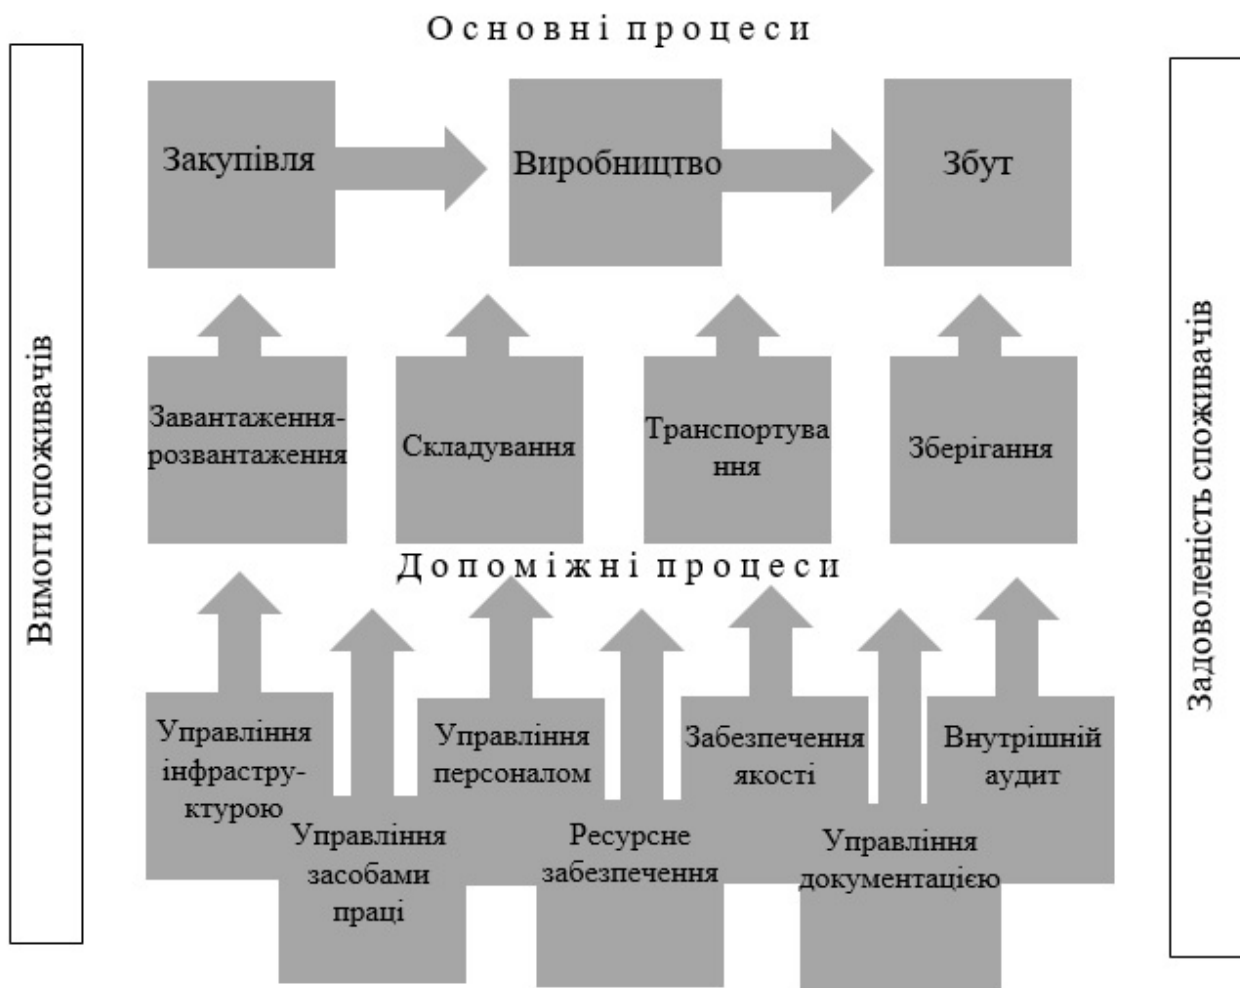 Основні процеси
Вимоги споживачів
Закупівля
Виробництво
Збут
Задоволеність споживачів
Завантаження-
розвантаження
Складування
Транспортува
ння
Зберігання
Допоміжні процеси
Управління
інфрастру-
ктурою
Управління
персоналом
Забезпечення
якості
Внутрішній
аудит
Управління
засобами
праці
Ресурсне
забезпечення
Управління
документацією